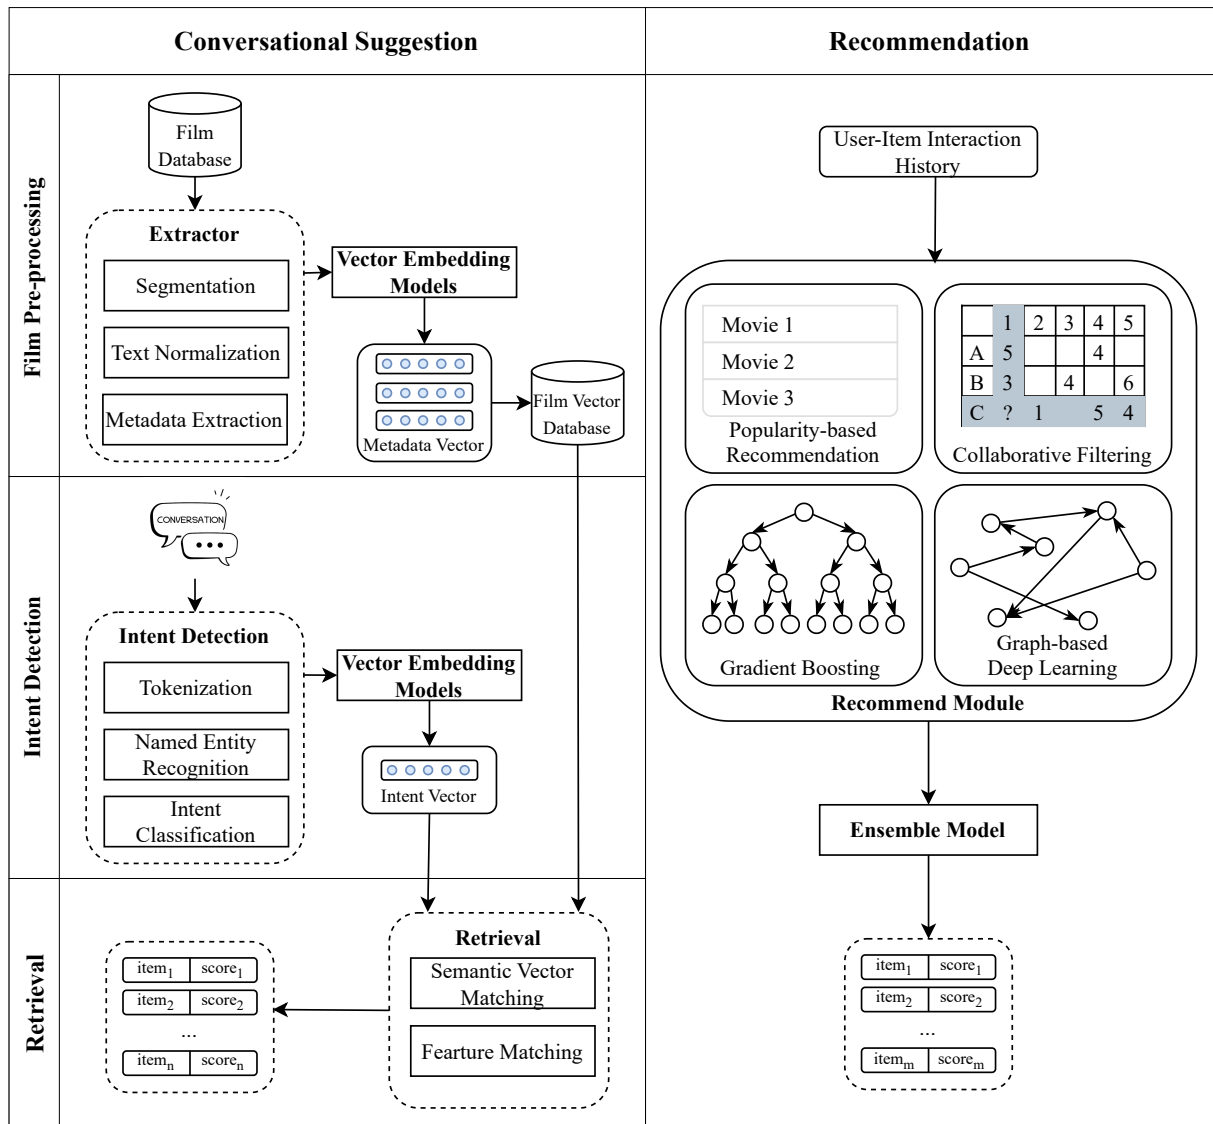 Conversational Suggestion
Recommendation
Film Pre-processing
Film
Database
Extractor
Segmentation
Text Normalization
Metadata Extraction
Vector Embedding
Models
Metadata Vector
Film Vector
Database
Intent Detection
CONVERSATION
Intent Detection
Tokenization
Named Entity
Recognition
Intent
Classification
Vector Embedding
Models
Intent Vector
Retrieval
Retrieval
Semantic Vector
Matching
Fearture Matching
item1 score1
item2 score2
...
itemn scoren
User-Item Interaction
History
Movie 1
Movie 2
Movie 3
Popularity-based
Recommendation
1 2 3 4 5
A 5 4
B 3 4 6
C ? 1 5 4
Collaborative Filtering
Gradient Boosting
Graph-based
Deep Learning
Recommend Module
Ensemble Model
item1 score1
item2 score2
...
itemm scorem